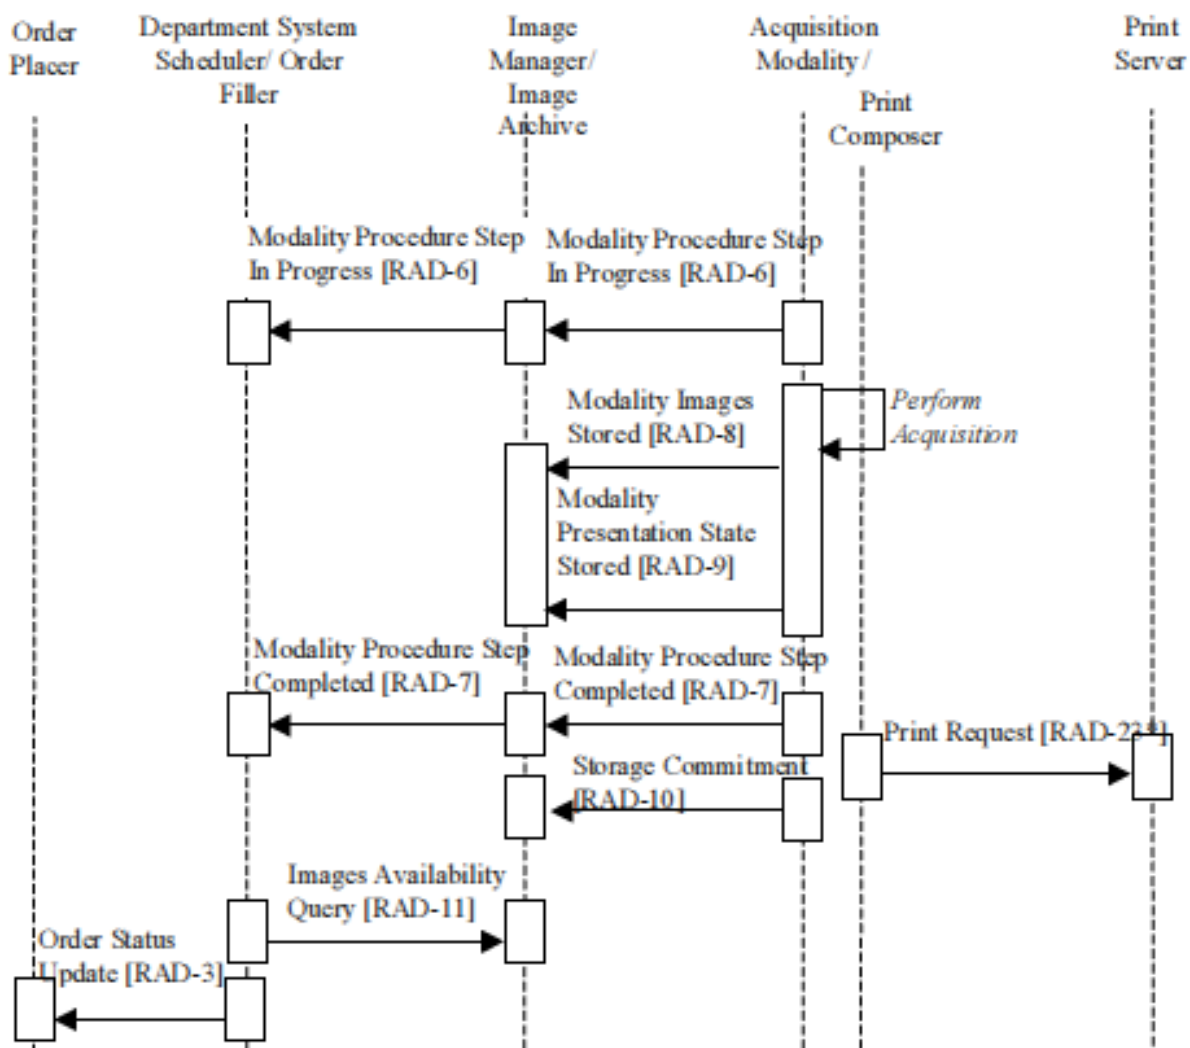 Order
Placer
Department System
Scheduler/ Order
Filler
Image
Manager/
Image
Archive
Acquisition
Modality /
Print
Composer
Print
Server
Modality Procedure Step
In Progress [RAD-6]
Modality Procedure Step
In Progress [RAD-6]
Perform
Acquisition
Modality Images
Stored [RAD-8]
Modality
Presentation State
Stored [RAD-9]
Modality Procedure Step
Completed [RAD-7]
Modality Procedure Step
Completed [RAD-7]
Print Request [RAD-23*]
Storage Commitment
[RAD-10]
Images Availability
Query [RAD-11]
Order Status
Update [RAD-3]